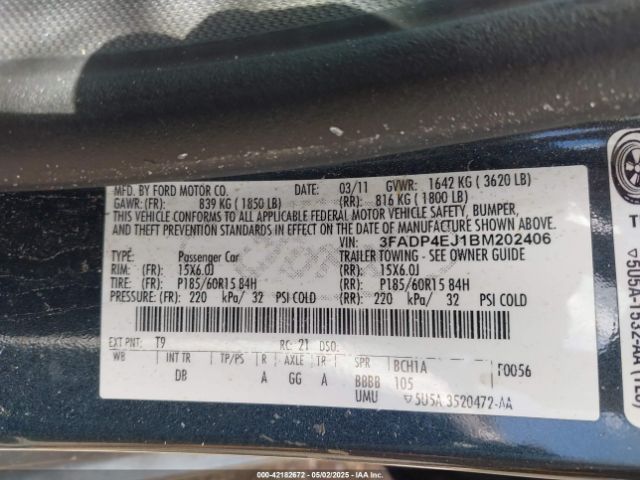 MFD. BY FORD MOTOR CO. DATE: 03/11 GVWR: 1642 KG ( 3620 LB)
GAWR: (FR): 839 KG ( 1850 LB) (RR): 816 KG ( 1800 LB)
THIS VEHICLE CONFORMS TO ALL APPLICABLE FEDERAL MOTOR VEHICLE SAFETY, BUMPER,
AND THEFT PREVENTION STANDARDS IN EFFECT ON THE DATE OF MANUFACTURE SHOWN ABOVE.
VIN: 3FADP4EJ1BM202406
TYPE: Passenger Car TRAILER TOWING - SEE OWNER GUIDE
RIM: (FR): 15X6.0J (RR): 15X6.0J
TIRE: (FR): P185/60R15 84H (RR): P185/60R15 84H
PRESSURE: (FR): 220 kPa/ 32 PSI COLD (RR): 220 kPa/ 32 PSI COLD
EXT PNT: T9 RC: 21 DSO:
WB INT TR TP/PS R AXLE TR SPR BCH1A F0056
DB A GG A BBBB 105
UMU 5U5A 3520472-AA
000-42182672 - 05/02/2025 - IAAHQCA